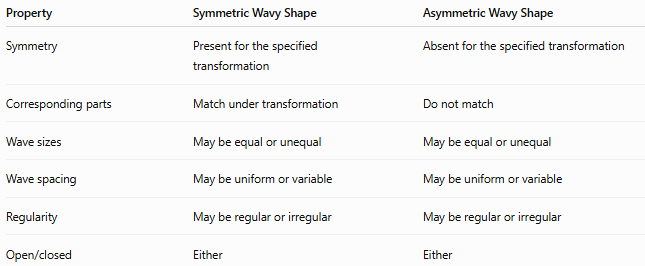 Property Symmetric Wavy Shape Asymmetric Wavy Shape
Symmetry Present for the specified transformation Absent for the specified transformation
Corresponding parts Match under transformation Do not match
Wave sizes May be equal or unequal May be equal or unequal
Wave spacing May be uniform or variable May be uniform or variable
Regularity May be regular or irregular May be regular or irregular
Open/closed Either Either